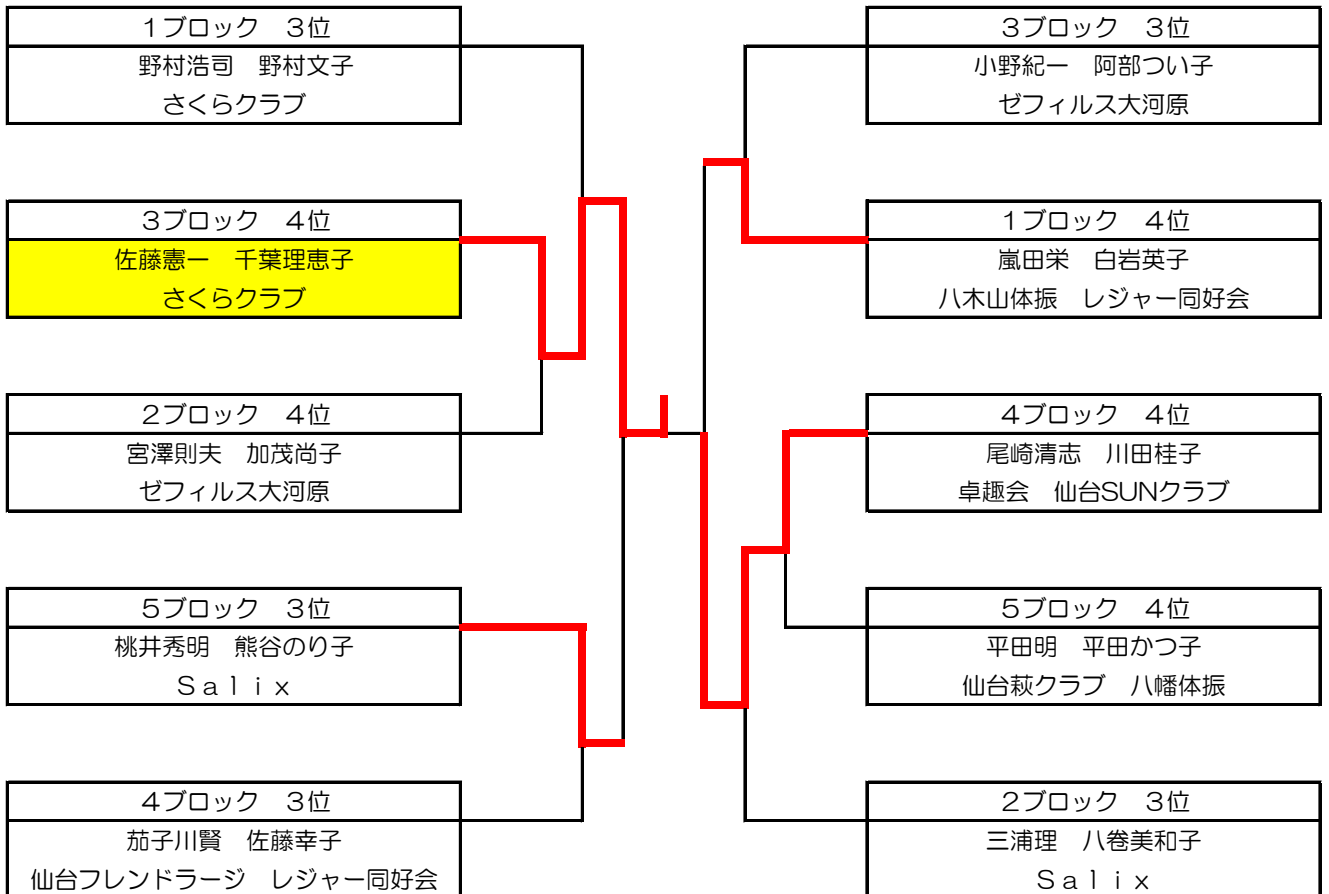 1ブロック　3位
野村浩司　野村文子
さくらクラブ
3ブロック　4位
佐藤憲一　千葉理恵子
さくらクラブ
2ブロック　4位
宮澤則夫　加茂尚子
ゼフィルス大河原
5ブロック　3位
桃井秀明　熊谷のり子
Ｓａｌｉｘ
4ブロック　3位
茄子川賢　佐藤幸子
仙台フレンドラージ　レジャー同好会
3ブロック　3位
小野紀一　阿部つい子
ゼフィルス大河原
1ブロック　4位
嵐田栄　白岩英子
八木山体振　レジャー同好会
4ブロック　4位
尾崎清志　川田桂子
卓趣会　仙台SUNクラブ
5ブロック　4位
平田明　平田かつ子
仙台萩クラブ　八幡体振
2ブロック　3位
三浦理　八巻美和子
Ｓａｌｉｘ